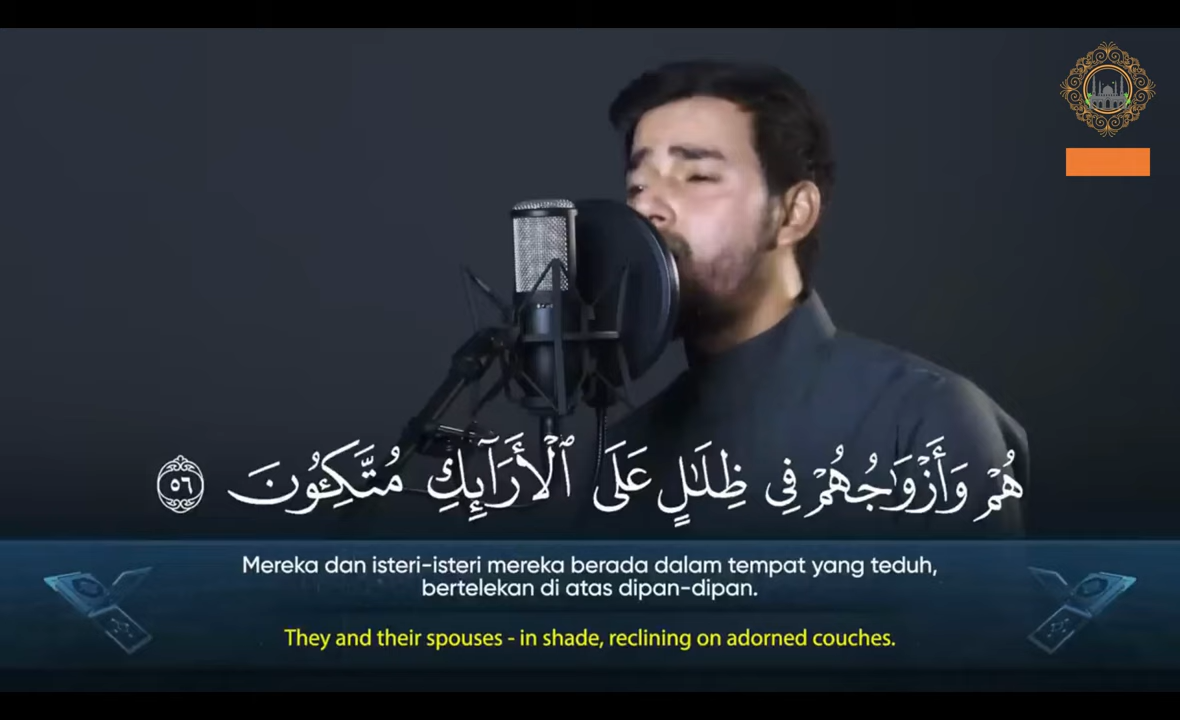 هُمْ وَأَزْوَٰجُهُمْ فِى ظِلَـٰلٍ عَلَى ٱلْأَرَآئِكِ مُتَّكِـُٔونَ ٥٦
Mereka dan isteri-isteri mereka berada dalam tempat yang teduh,
bertelekan di atas dipan-dipan.
They and their spouses - in shade, reclining on adorned couches.